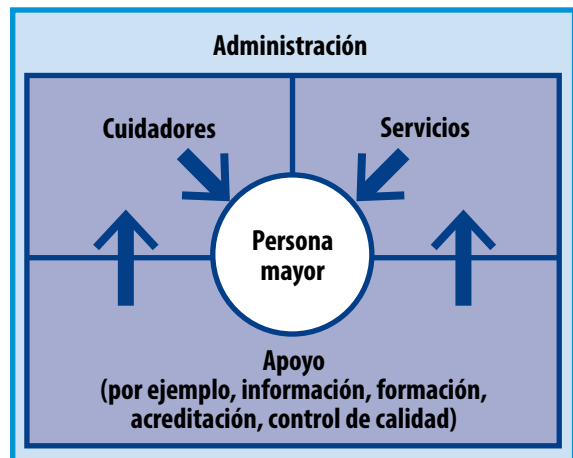 Administración
Cuidadores
Servicios
Persona
mayor
Apoyo
(por ejemplo, información, formación,
acreditación, control de calidad)